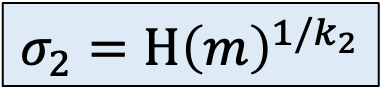 σ₂ = H(m)^{1/k₂}